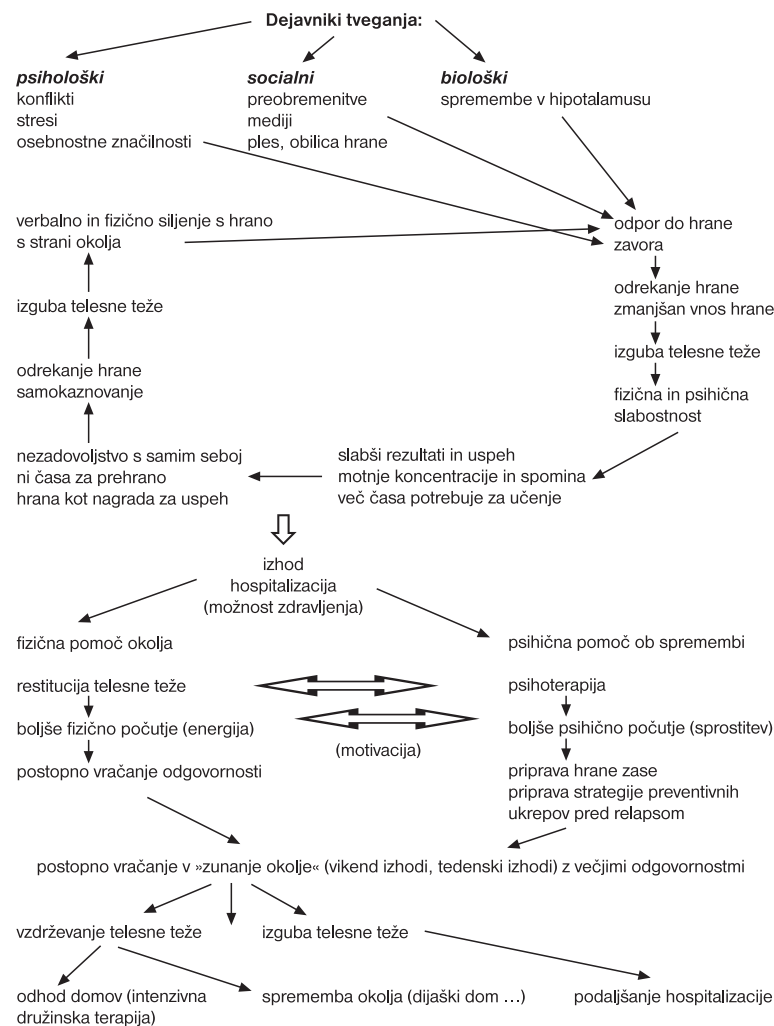 Dejavniki tveganja:
psihološki
konflikti
stresi
osebnostne značilnosti
socialni
preobremenitve
mediji
ples, obilica hrane
biološki
spremembe v hipotalamusu
verbalno in fizično siljenje s hrano
s strani okolja
odpor do hrane
zavora
izguba telesne teže
odrekanje hrane
zmanjšan vnos hrane
izguba telesne teže
odrekanje hrane
samokaznovanje
fizična in psihična
slabostnost
nezadovoljstvo s samim seboj
ni časa za prehrano
hrana kot nagrada za uspeh
slabši rezultati in uspeh
motnje koncentracije in spomina
več časa potrebuje za učenje
izhod
hospitalizacija
(možnost zdravljenja)
fizična pomoč okolja
psihična pomoč ob spremembi
restitucija telesne teže
psihoterapija
boljše fizično počutje (energija)
boljše psihično počutje (sprostitev)
(motivacija)
postopno vračanje odgovornosti
priprava hrane zase
priprava strategije preventivnih
ukrepov pred relapsom
postopno vračanje v »zunanje okolje« (vikend izhodi, tedenski izhodi) z večjimi odgovornostmi
vzdrževanje telesne teže
izguba telesne teže
odhod domov (intenzivna
družinska terapija)
sprememba okolja (dijaški dom …)
podaljšanje hospitalizacije